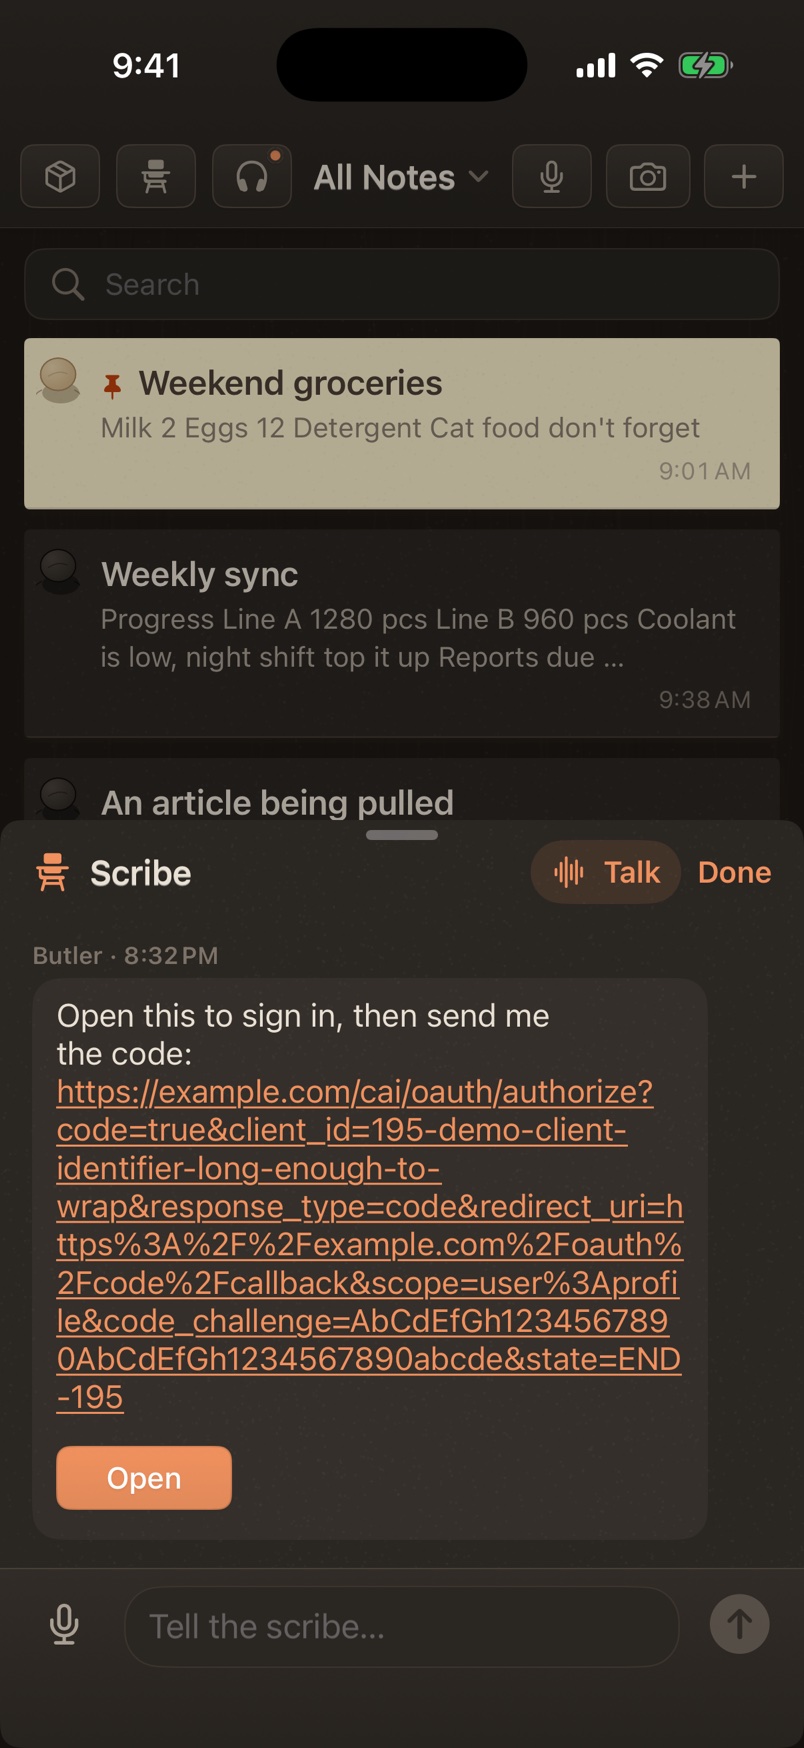 9:41
All Notes
Search
Weekend groceries
Milk 2 Eggs 12 Detergent Cat food don't forget
9:01 AM
Weekly sync
Progress Line A 1280 pcs Line B 960 pcs Coolant
is low, night shift top it up Reports due ...
9:38 AM
An article being pulled
Scribe
Talk
Done
Butler · 8:32 PM
Open this to sign in, then send me
the code:
https://example.com/cai/oauth/authorize?
code=true&client_id=195-demo-client-
identifier-long-enough-to-
wrap&response_type=code&redirect_uri=h
ttps%3A%2F%2Fexample.com%2Foauth%
2Fcode%2Fcallback&scope=user%3Aprofi
le&code_challenge=AbCdEfGh123456789
0AbCdEfGh1234567890abcde&state=END
-195
Open
Tell the scribe...